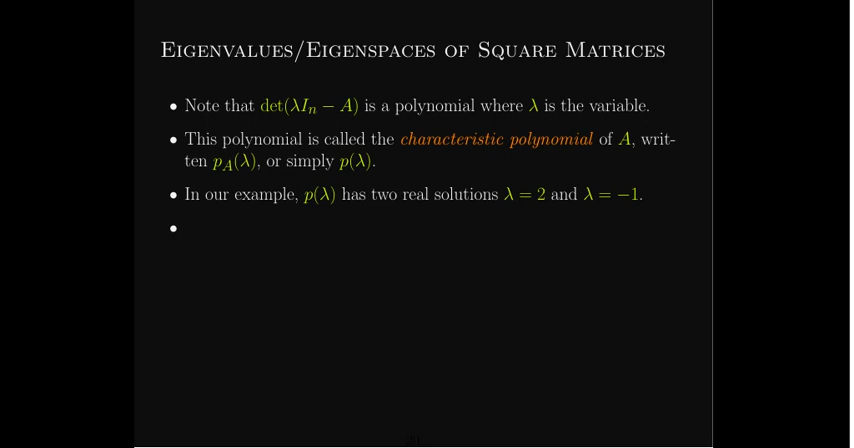 Eigenvalues/Eigenspaces of Square Matrices
• Note that det(λIₙ − A) is a polynomial where λ is the variable.
• This polynomial is called the characteristic polynomial of A, writ-
ten p_A(λ), or simply p(λ).
• In our example, p(λ) has two real solutions λ = 2 and λ = −1.
•